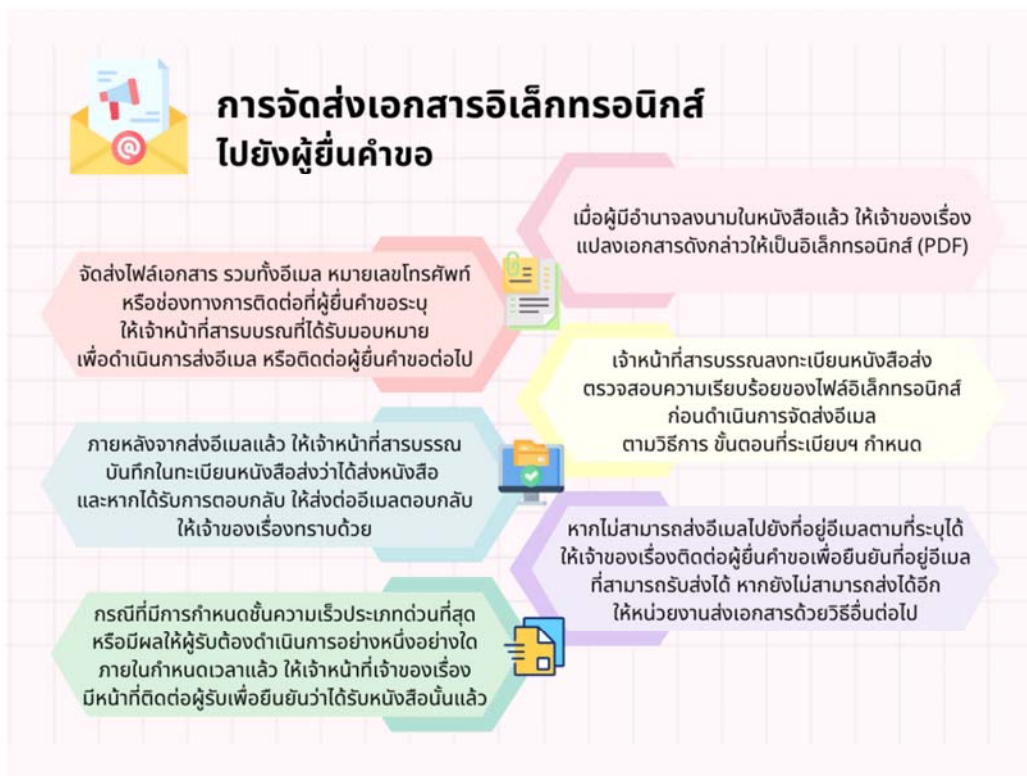 การจัดส่งเอกสารอิเล็กทรอนิกส์
ไปยังผู้ยื่นคำขอ
เมื่อผู้มีอำนาจลงนามในหนังสือแล้ว ให้เจ้าของเรื่อง
แปลงเอกสารดังกล่าวให้เป็นอิเล็กทรอนิกส์ (PDF)
จัดส่งไฟล์เอกสาร รวมทั้งอีเมล หมายเลขโทรศัพท์
หรือช่องทางการติดต่อที่ผู้ยื่นคำขอระบุ
ให้เจ้าหน้าที่สารบบรณที่ได้รับมอบหมาย
เพื่อดำเนินการส่งอีเมล หรือติดต่อผู้ยื่นคำขอต่อไป
เจ้าหน้าที่สารบรรณลงทะเบียนหนังสือส่ง
ตรวจสอบความเรียบร้อยของไฟล์อิเล็กทรอนิกส์
ก่อนดำเนินการจัดส่งอีเมล
ตามวิธีการ ขั้นตอนที่ระเบียบฯ กำหนด
ภายหลังจากส่งอีเมลแล้ว ให้เจ้าหน้าที่สารบรรณ
บันทึกในทะเบียนหนังสือส่งว่าได้ส่งหนังสือ
และหากได้รับการตอบกลับ ให้ส่งต่ออีเมลตอบกลับ
ให้เจ้าของเรื่องทราบด้วย
หากไม่สามารถส่งอีเมลไปยังที่อยู่อีเมลตามที่ระบุได้
ให้เจ้าของเรื่องติดต่อผู้ยื่นคำขอเพื่อยืนยันที่อยู่อีเมล
ที่สามารถรับส่งได้ หากยังไม่สามารถส่งได้อีก
ให้หน่วยงานส่งเอกสารด้วยวิธีอื่นต่อไป
กรณีที่มีการกำหนดชั้นความเร็วประเภทด่วนที่สุด
หรือมีผลให้ผู้รับต้องดำเนินการอย่างหนึ่งอย่างใด
ภายในกำหนดเวลาแล้ว ให้เจ้าหน้าที่เจ้าของเรื่อง
มีหน้าที่ติดต่อผู้รับเพื่อยืนยันว่าได้รับหนังสือนั้นแล้ว